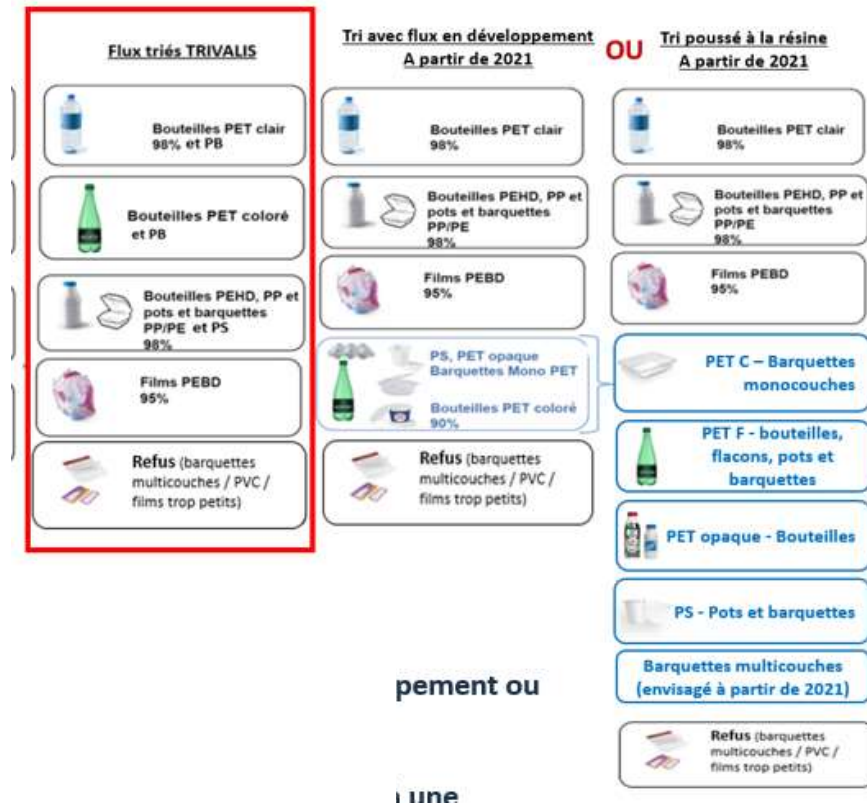 Flux triés TRIVALIS
Bouteilles PET clair
98% et PB
Bouteilles PET coloré
et PB
Bouteilles PEHD, PP et
pots et barquettes
PP/PE et PS
98%
Films PEBD
95%
Refus (barquettes
multicouches / PVC /
films trop petits)
Tri avec flux en développement
A partir de 2021
Bouteilles PET clair
98%
Bouteilles PEHD, PP et
pots et barquettes
PP/PE
98%
Films PEBD
95%
PS, PET opaque
Barquettes Mono PET
Bouteilles PET coloré
90%
Refus (barquettes
multicouches / PVC /
films trop petits)
OU
Tri poussé à la résine
A partir de 2021
Bouteilles PET clair
98%
Bouteilles PEHD, PP et
pots et barquettes
PP/PE
98%
Films PEBD
95%
PET C – Barquettes
monocouches
PET F - bouteilles,
flacons, pots et
barquettes
PET opaque - Bouteilles
PS - Pots et barquettes
Barquettes multicouches
(envisagé à partir de 2021)
Refus (barquettes
multicouches / PVC /
films trop petits)
pement ou
une